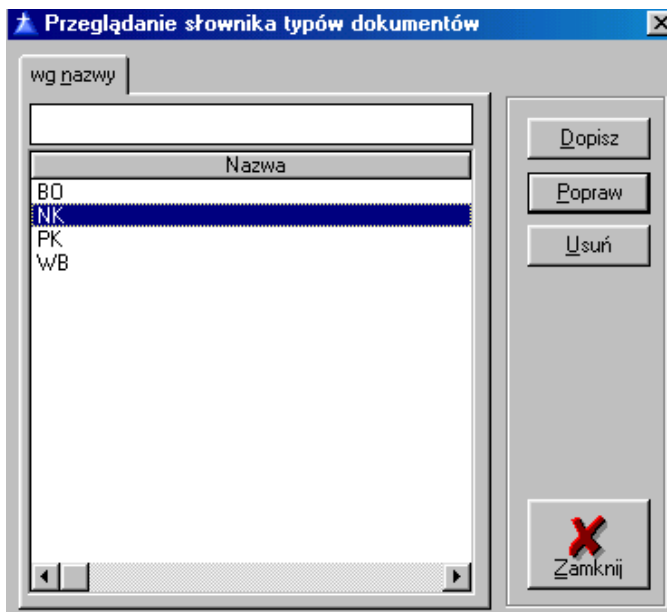 Przeglądanie słownika typów dokumentów
wg nazwy
Nazwa
BO
NK
PK
WB
Dopisz
Popraw
Usuń
Zamknij